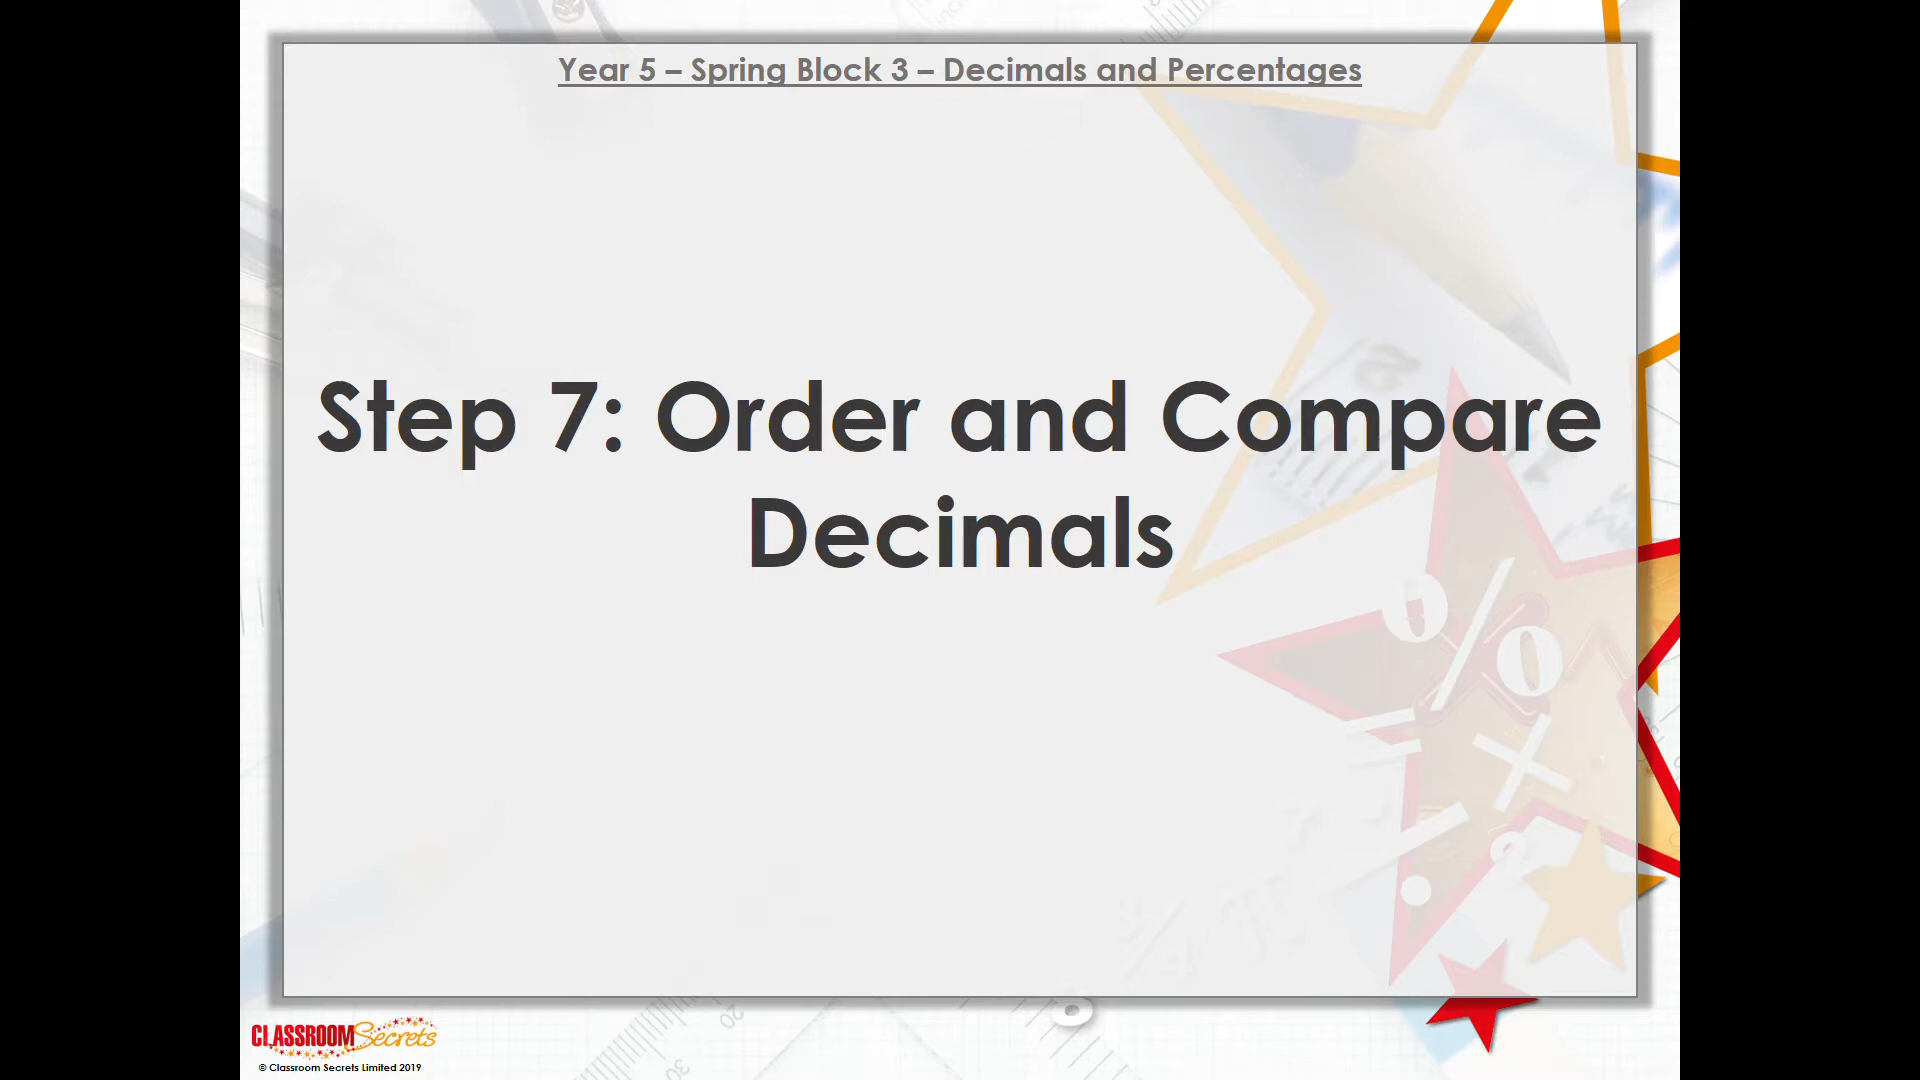 Year 5 – Spring Block 3 – Decimals and Percentages
Step 7: Order and Compare
Decimals
CLASSROOM Secrets
© Classroom Secrets Limited 2019